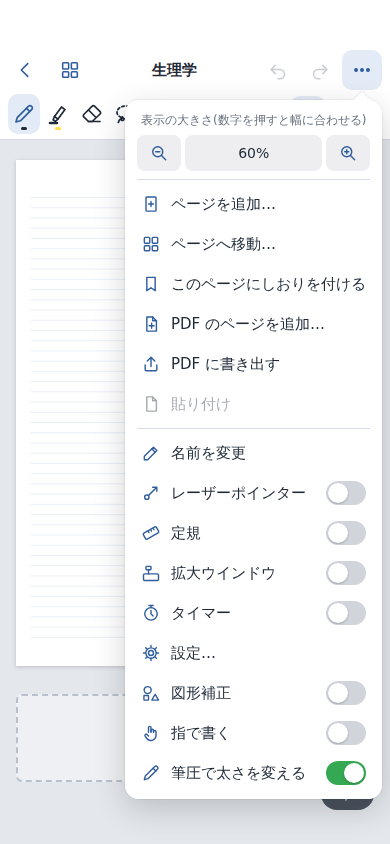 生理学
表示の大きさ(数字を押すと幅に合わせる)
60%
ページを追加…
ページへ移動…
このページにしおりを付ける
PDF のページを追加…
PDF に書き出す
貼り付け
名前を変更
レーザーポインター
定規
拡大ウインドウ
タイマー
設定…
図形補正
指で書く
筆圧で太さを変える